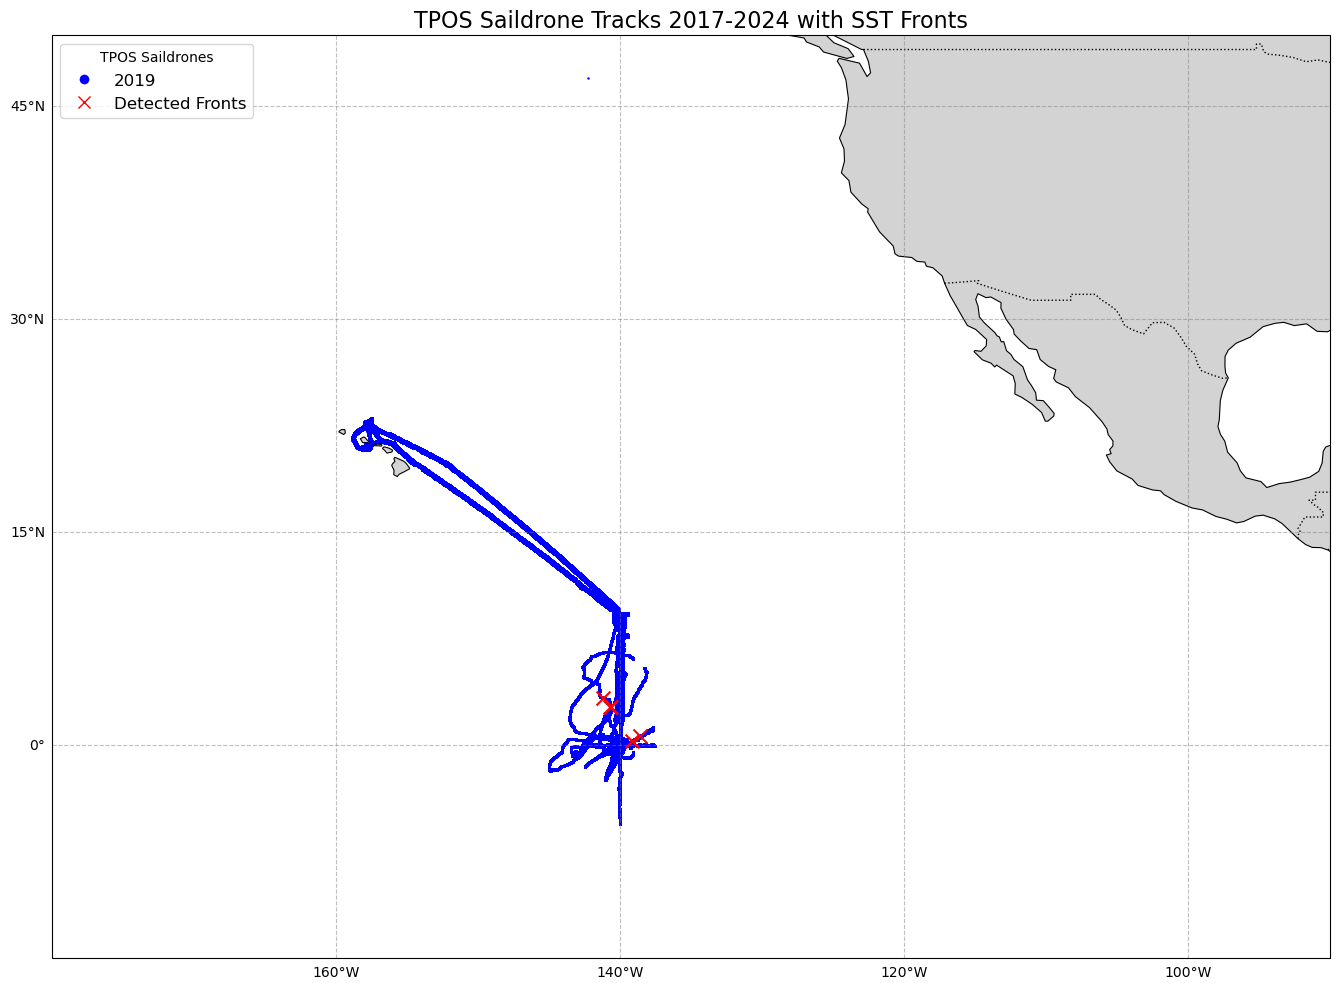 TPOS Saildrone Tracks 2017-2024 with SST Fronts
TPOS Saildrones
2019
Detected Fronts
45°N
30°N
15°N
0°
160°W
140°W
120°W
100°W